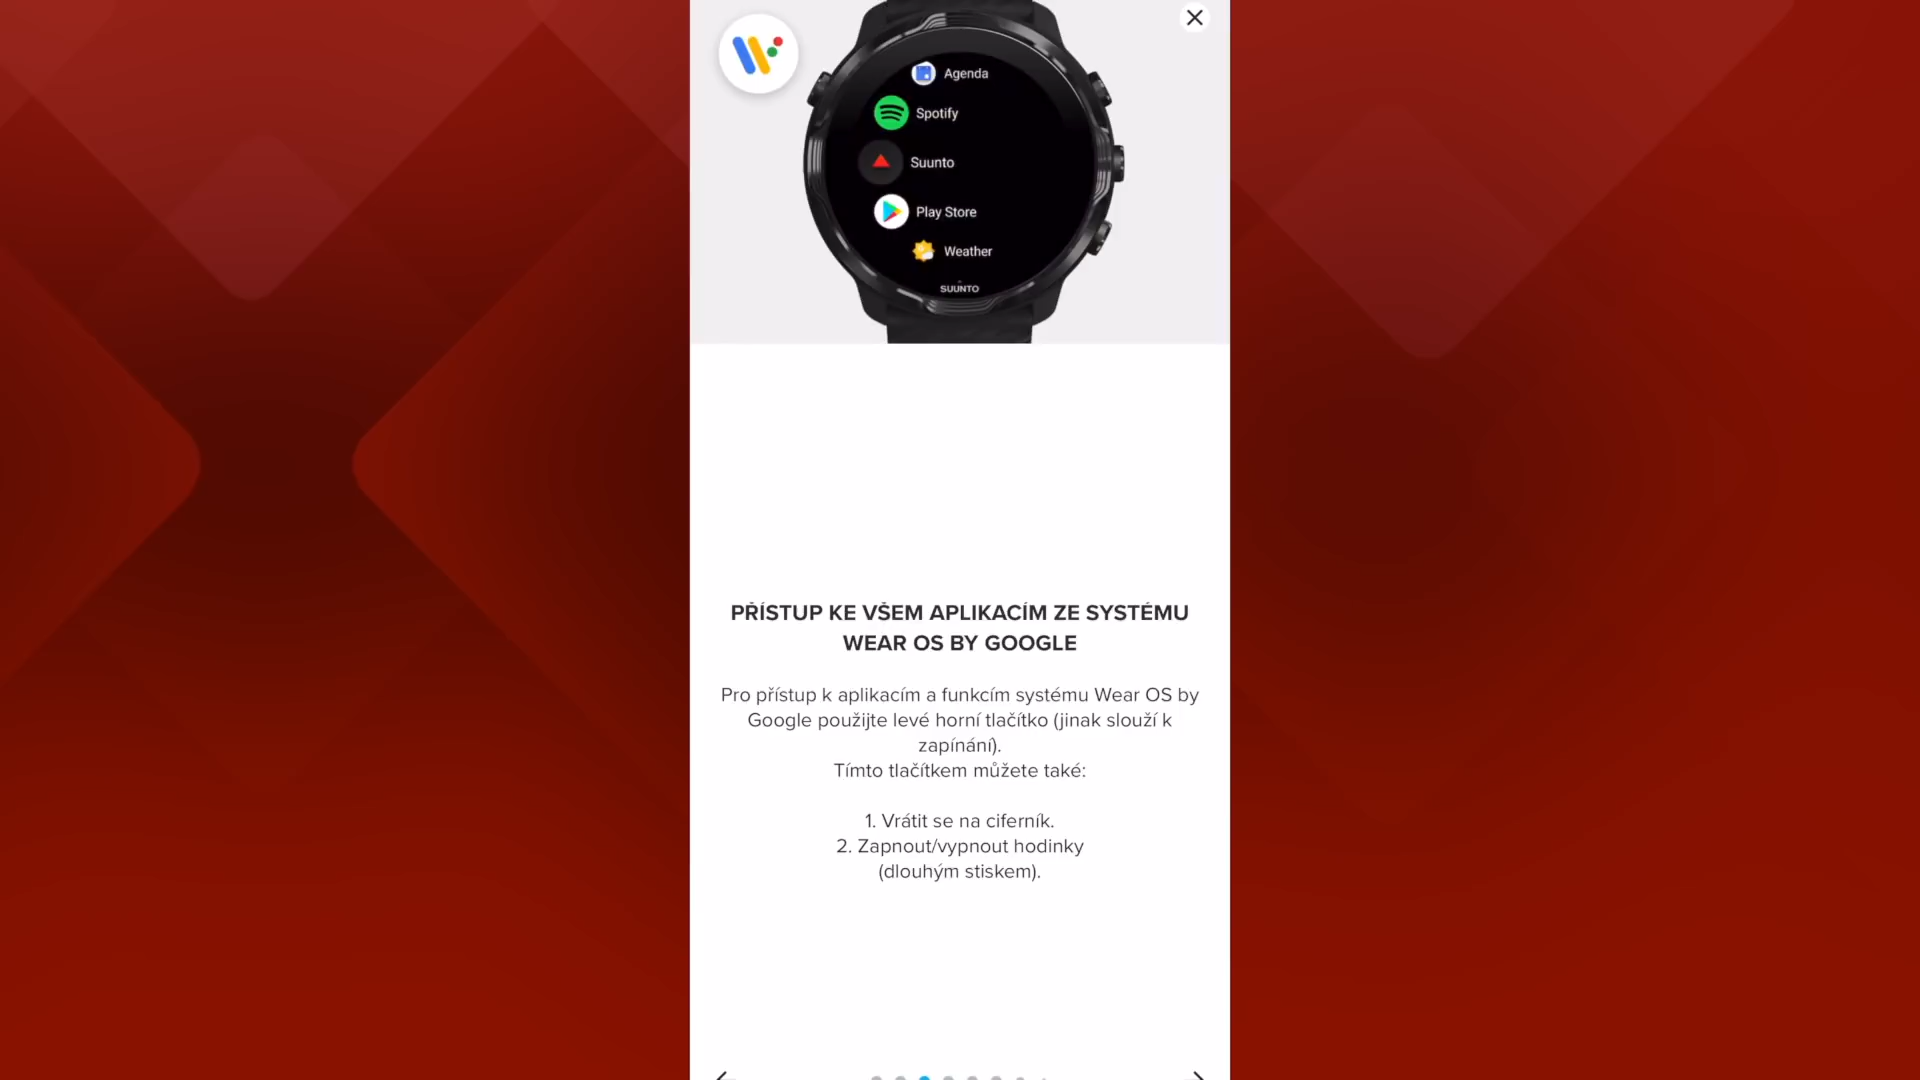 Agenda
Spotify
Suunto
Play Store
Weather
SUUNTO
PŘÍSTUP KE VŠEM APLIKACÍM ZE SYSTÉMU
WEAR OS BY GOOGLE
Pro přístup k aplikacím a funkcím systému Wear OS by
Google použijte levé horní tlačítko (jinak slouží k
zapínání).
Tímto tlačítkem můžete také:
1. Vrátit se na ciferník.
2. Zapnout/vypnout hodinky
(dlouhým stiskem).